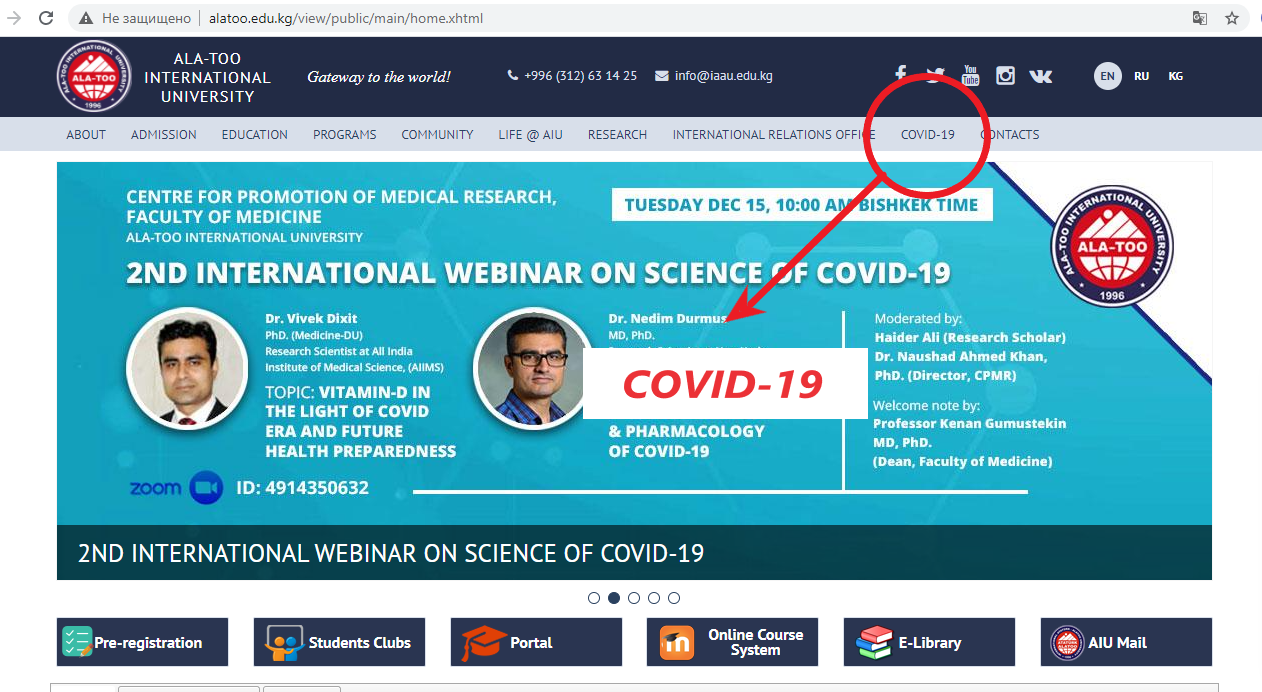 Не защищено
alatoo.edu.kg/view/public/main/home.xhtml
ALA-TOO
1996
ALA-TOO
INTERNATIONAL
UNIVERSITY
Gateway to the world!
+996 (312) 63 14 25
info@iaau.edu.kg
You
Tube
EN RU KG
ABOUT ADMISSION EDUCATION PROGRAMS COMMUNITY LIFE @ AIU RESEARCH INTERNATIONAL RELATIONS OFFICE COVID-19 CONTACTS
CENTRE FOR PROMOTION OF MEDICAL RESEARCH,
FACULTY OF MEDICINE
ALA-TOO INTERNATIONAL UNIVERSITY
TUESDAY DEC 15, 10:00 AM BISHKEK TIME
2ND INTERNATIONAL WEBINAR ON SCIENCE OF COVID-19
ALA-TOO INTERNATIONAL UNIVERSITY
ALA-TOO
1996
Dr. Vivek Dixit
PhD. (Medicine-DU)
Research Scientist at All India
Institute of Medical Science, (AIIMS)
TOPIC: VITAMIN-D IN
THE LIGHT OF COVID
ERA AND FUTURE
HEALTH PREPAREDNESS
Dr. Nedim Durmus
MD, PhD.
COVID-19
& PHARMACOLOGY
OF COVID-19
Moderated by:
Haider Ali (Research Scholar)
Dr. Naushad Ahmed Khan,
PhD. (Director, CPMR)
Welcome note by:
Professor Kenan Gumustekin
MD, PhD.
(Dean, Faculty of Medicine)
zoom ID: 4914350632
2ND INTERNATIONAL WEBINAR ON SCIENCE OF COVID-19
Pre-registration
Students Clubs
Portal
Online Course
System
E-Library
AIU Mail